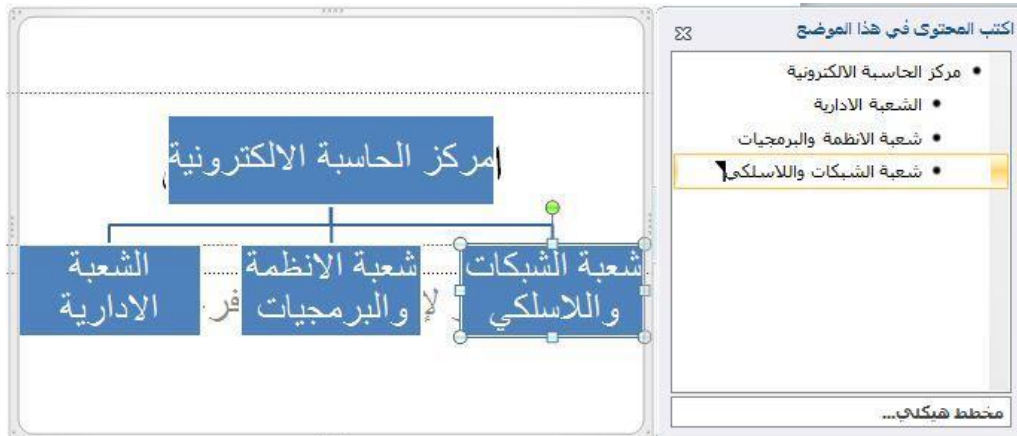 اكتب المحتوى في هذا الموضع
مركز الحاسبة الالكترونية
الشعبة الادارية
شعبة الانظمة والبرمجيات
شعبة الشبكات واللاسلكي
مخطط هيكلي...
مركز الحاسبة الالكترونية
شعبة الشبكات
واللاسلكي
شعبة الانظمة
والبرمجيات
الشعبة
الادارية